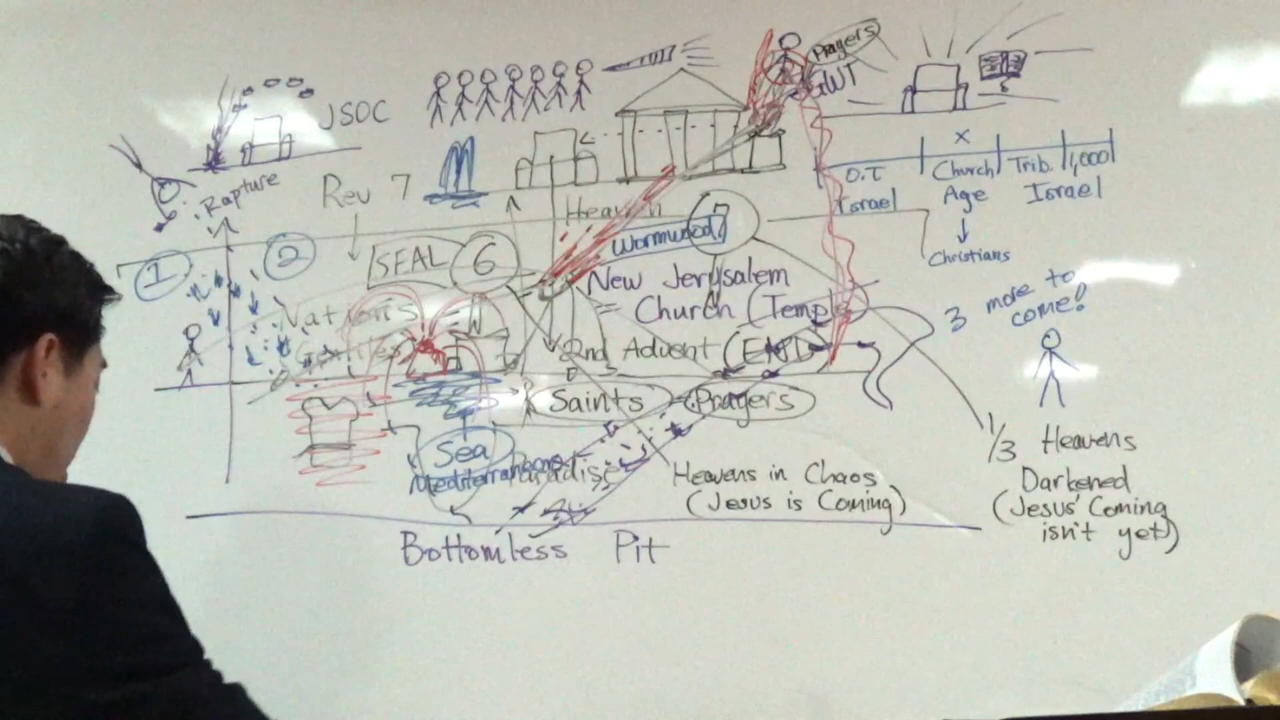 JSOC
Prayers
GWT
Rapture
Rev 7
Heaven
O.T
Israel
x
Church
Age
Christians
Trib.
1,000
Israel
1
2
SEAL 6
7
Wormwood
New Jerusalem
Church (Temp
2nd Advent (END)
Nations
Gentiles
Saints
Prayers
3 more to
come!
Sea
Mediterranean
Paradise
Heavens in Chaos
(Jesus is Coming)
1/3 Heavens
Darkened
(Jesus' Coming
isn't yet)
Bottomless Pit